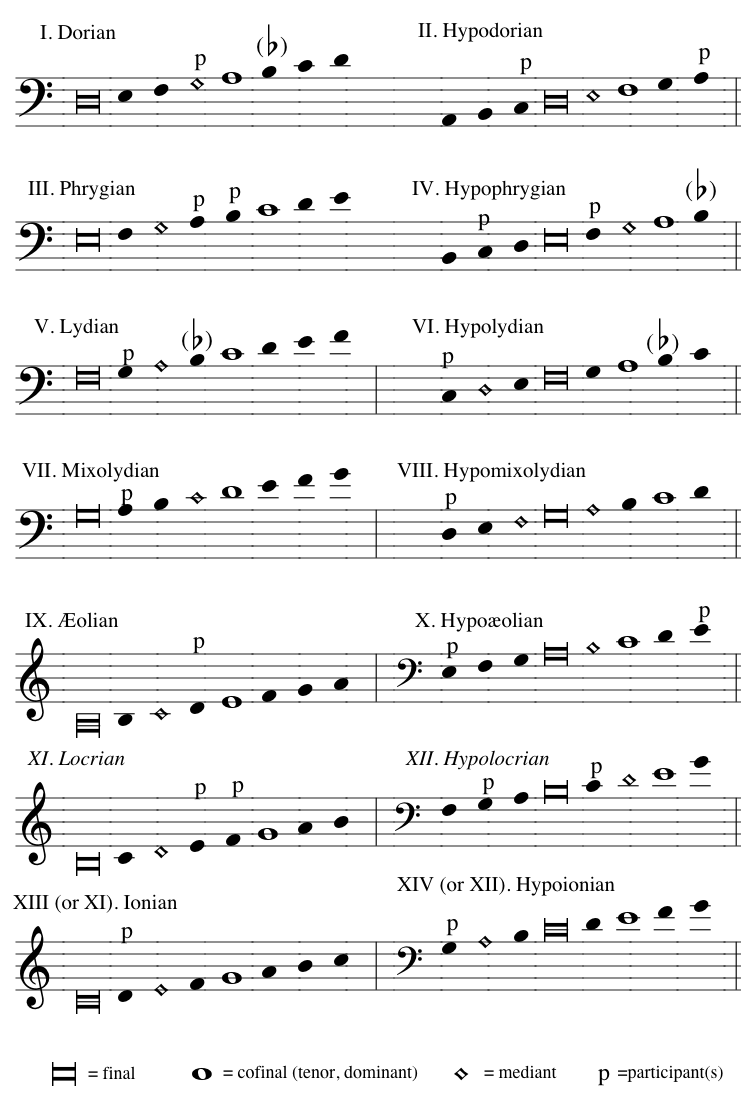 I. Dorian
II. Hypodorian
p
(♭)
p
p
III. Phrygian
IV. Hypophrygian
p
p
p
p
(♭)
V. Lydian
VI. Hypolydian
p
(♭)
p
(♭)
VII. Mixolydian
VIII. Hypomixolydian
p
p
IX. Æolian
X. Hypoæolian
p
p
p
XI. Locrian
XII. Hypolocrian
p
p
p
p
XIII (or XI). Ionian
XIV (or XII). Hypoionian
p
p
= final = cofinal (tenor, dominant) = mediant p =participant(s)